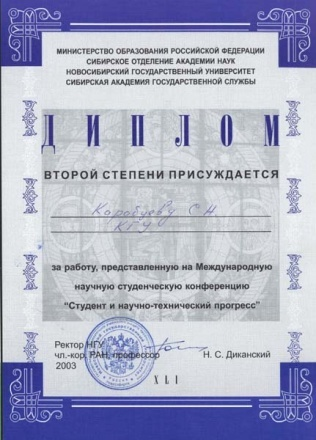 МИНИСТЕРСТВО ОБРАЗОВАНИЯ РОССИЙСКОЙ ФЕДЕРАЦИИ
СИБИРСКОЕ ОТДЕЛЕНИЕ АКАДЕМИИ НАУК
НОВОСИБИРСКИЙ ГОСУДАРСТВЕННЫЙ УНИВЕРСИТЕТ
СИБИРСКАЯ АКАДЕМИЯ ГОСУДАРСТВЕННОЙ СЛУЖБЫ
ДИПЛОМ
ВТОРОЙ СТЕПЕНИ ПРИСУЖДАЕТСЯ
С.Н.
КГУ
за работу, представленную на Международную
научную студенческую конференцию
“Студент и научно-технический прогресс”
Ректор НГУ
чл.-кор. РАН, профессор
Н. С. Диканский
2003
XLI